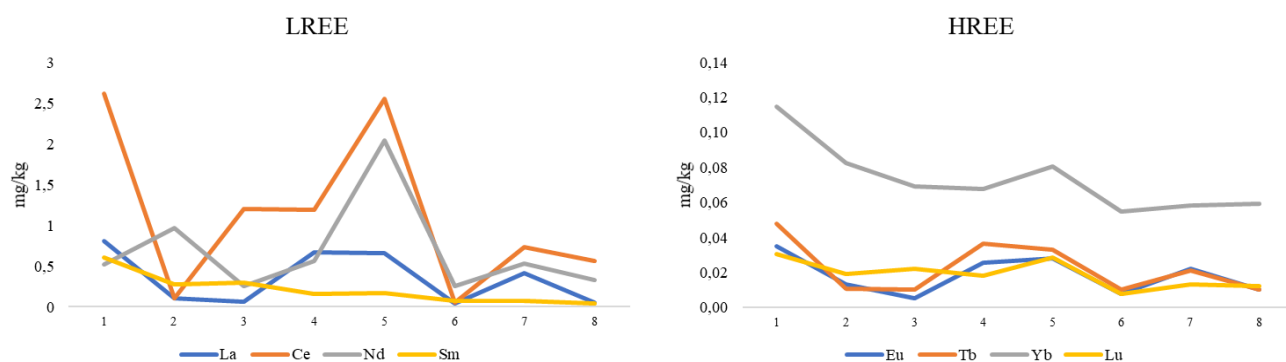 LREE
3
2,5
2
1,5
1
0,5
0
mg/kg
1 2 3 4 5 6 7 8
La Ce Nd Sm
HREE
0,14
0,12
0,10
0,08
0,06
0,04
0,02
0,00
mg/kg
1 2 3 4 5 6 7 8
Eu Tb Yb Lu